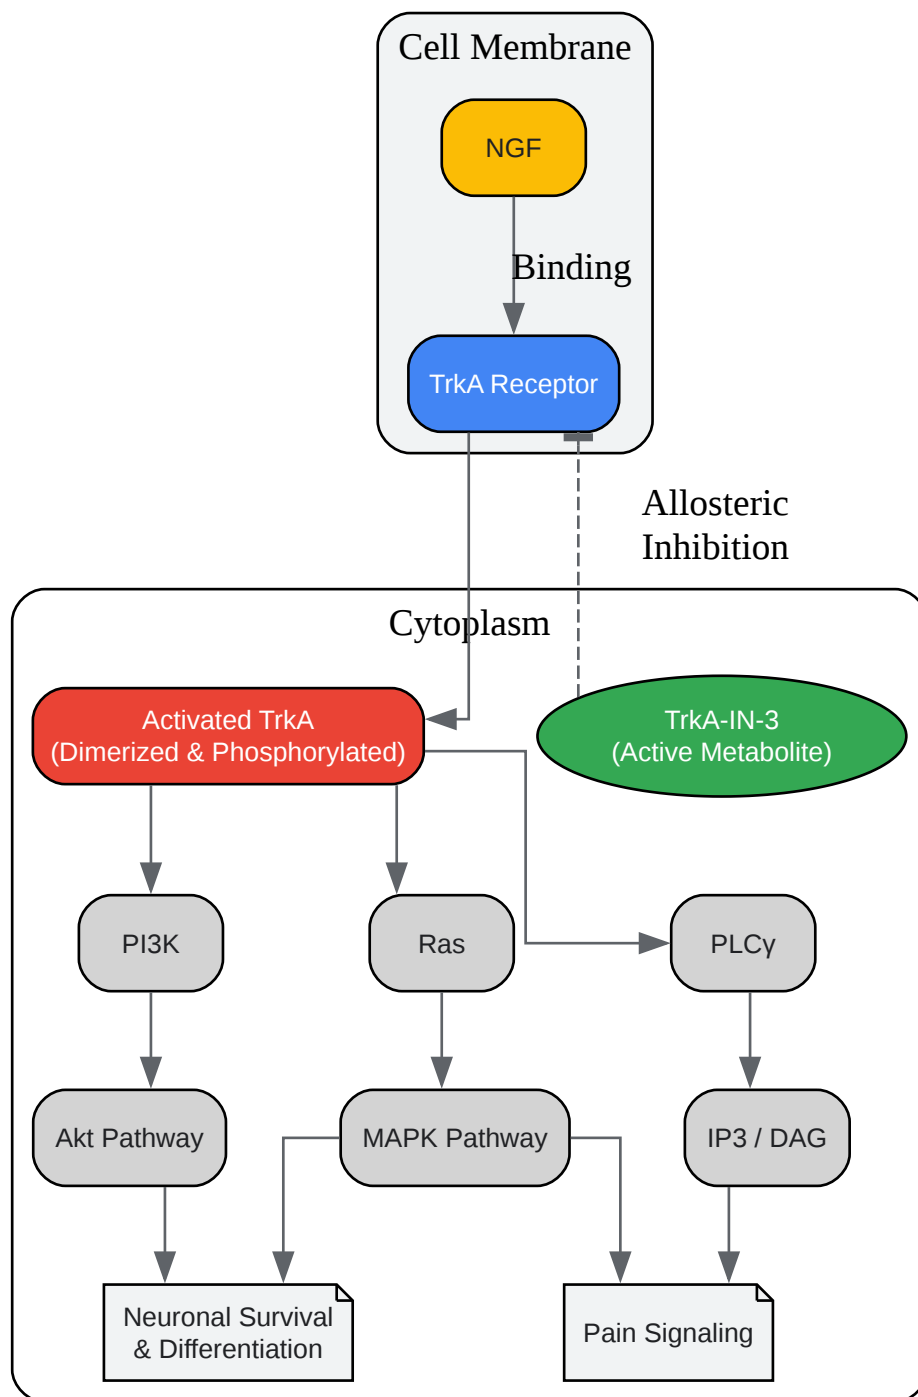 Cell Membrane
NGF
Binding
TrkA Receptor
Allosteric
Inhibition
Cytoplasm
Activated TrkA
(Dimerized & Phosphorylated)
TrkA-IN-3
(Active Metabolite)
PI3K
Ras
PLCγ
Akt Pathway
MAPK Pathway
IP3 / DAG
Neuronal Survival
& Differentiation
Pain Signaling